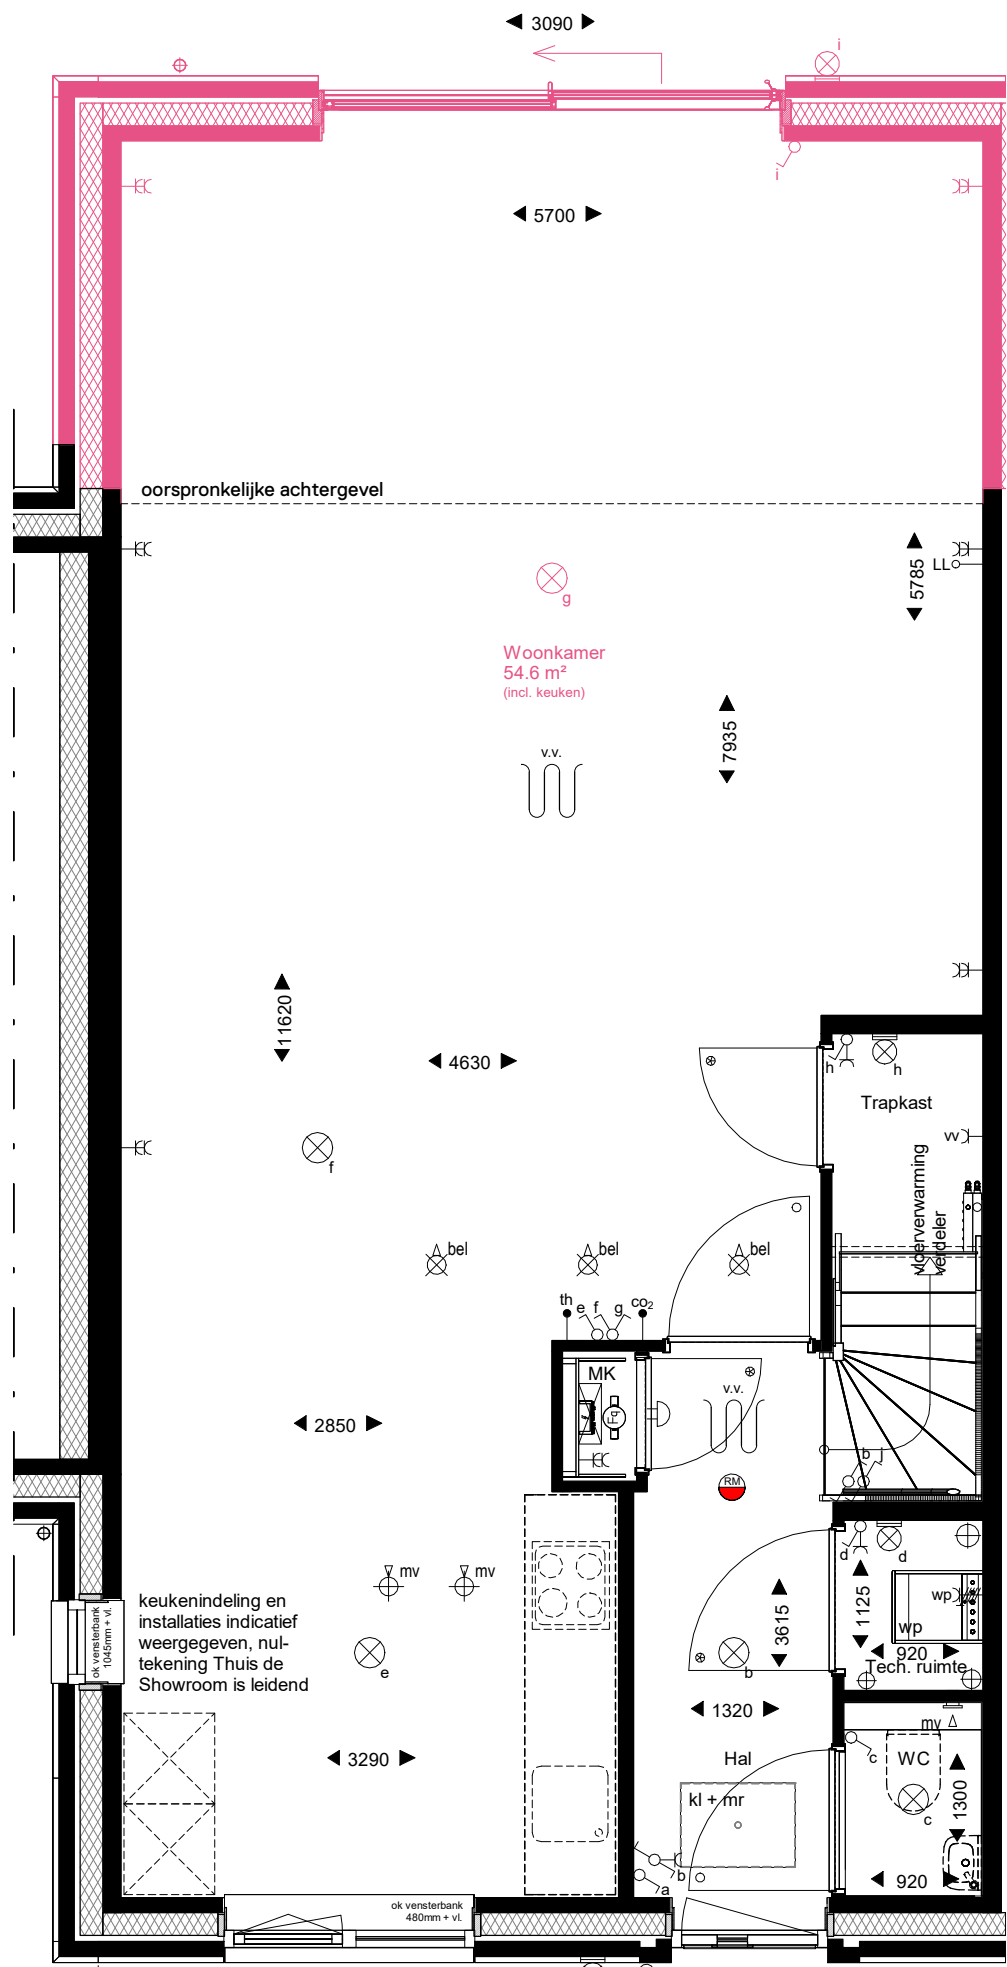 3090
i
i
5700
oorspronkelijke achtergevel
5785
LL
g
Woonkamer
54.6 m²
(incl. keuken)
7935
v.v.
11620
4630
h
h
Trapkast
f
vv
vloerverwarming
verdeler
bel
bel
bel
th
e
f
g
co₂
MK
Fq
v.v.
2850
b
RM
mv
mv
d
d
1125
wp
wp
920
Tech. ruimte
3615
keukenindeling en
installaties indicatief
weergegeven, nul-
tekening Thuis de
Showroom is leidend
ok vensterbank
1045mm + vl.
e
b
1320
mv
c
WC
c
1300
3290
Hal
kl + mr
b
a
920
ok vensterbank
480mm + vl.